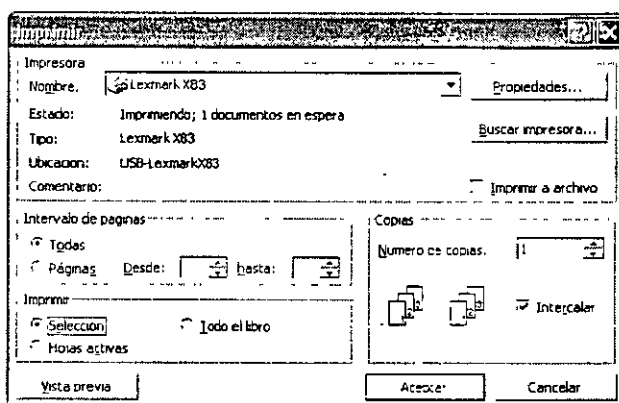 Imprimir
Impresora
Nombre. Lexmark X83 Propiedades...
Estado: Imprimiendo; 1 documentos en espera
Tipo: Lexmark X83 Buscar impresora...
Ubicacion: USB-LexmarkX83
Comentario: Imprimir a archivo
Intervalo de paginas
Todas
Páginas Desde: hasta:
Copias
Numero de copias. 1
Intercalar
Imprimir
Seleccion Todo el libro
Hojas activas
Vista previa Aceptar Cancelar